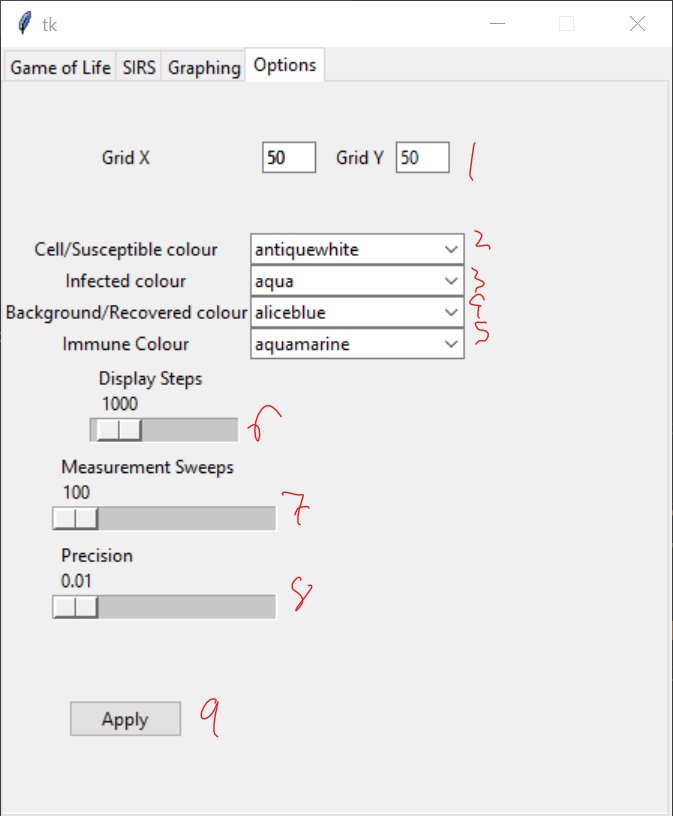 tk
Game of Life SIRS Graphing Options
Grid X 50 Grid Y 50 1
Cell/Susceptible colour antiquewhite 2
Infected colour aqua 3
Background/Recovered colour aliceblue 4
Immune Colour aquamarine 5
Display Steps
1000
6
Measurement Sweeps
100
7
Precision
0.01
8
Apply 9